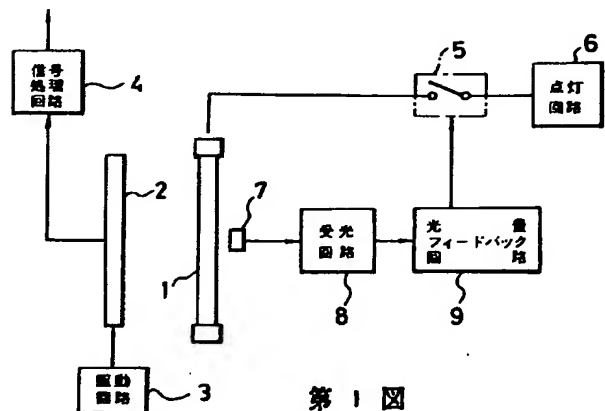 信号
処理
回路
4
5
6
点灯
回路
2
7
1
受光
回路
8
光量
フィードバック
回路
9
駆動
回路
3
第1図